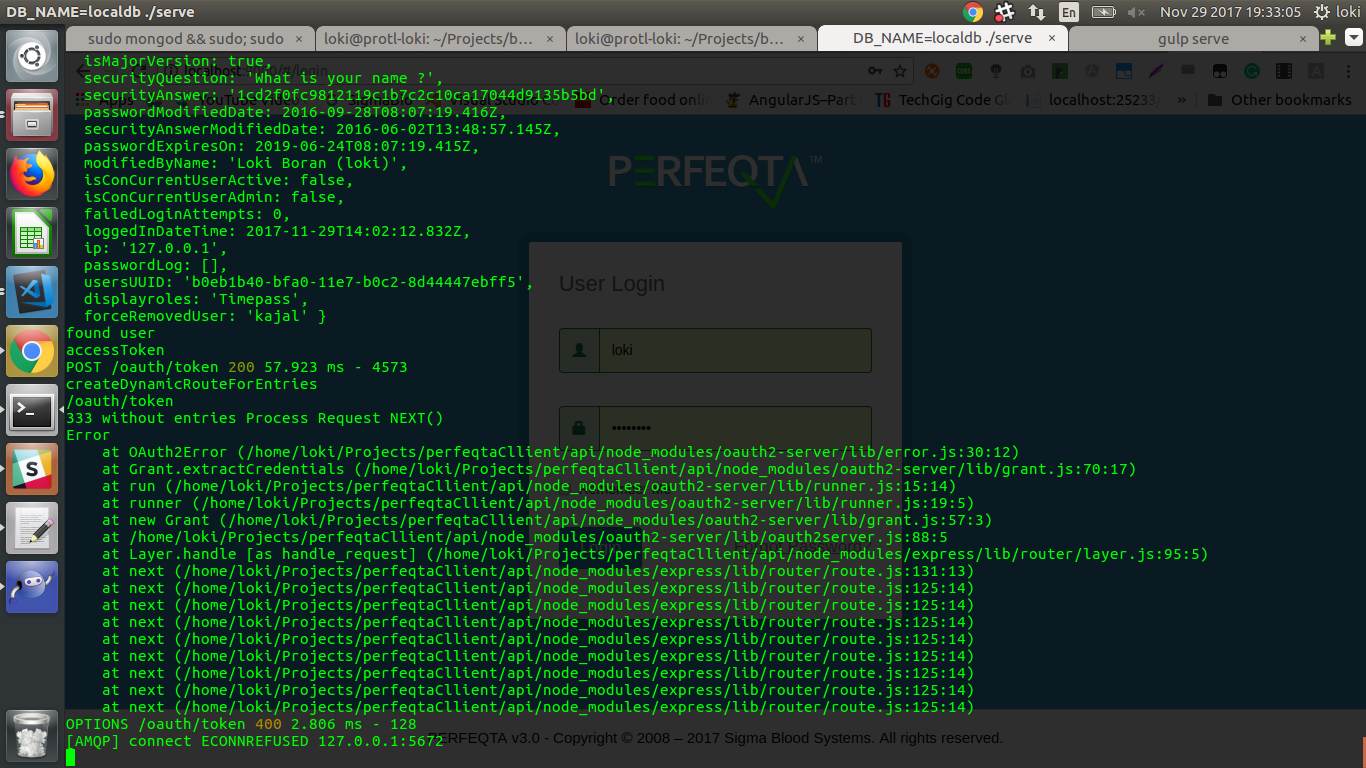 DB_NAME=localdb ./serve
En
Nov 29 2017 19:33:05
loki
sudo mongod && sudo; sudo ×
loki@protl-loki: ~/Projects/b... ×
loki@protl-loki: ~/Projects/b... ×
DB_NAME=localdb ./serve ×
gulp serve ×
isMajorVersion: true,
securityQuestion: 'What is your name ?',
securityAnswer: '1cd2f0fc9812119c1b7c2c10ca17044d9135b5bd',
Order food onlin
AngularJS–Part
TechGig Code Gl
localhost:25233/
»
Other bookmarks
passwordModifiedDate: 2016-09-28T08:07:19.416Z,
securityAnswerModifiedDate: 2016-06-02T13:48:57.145Z,
passwordExpiresOn: 2019-06-24T08:07:19.415Z,
modifiedByName: 'Loki Boran (loki)',
PERFEQTA™
isConCurrentUserActive: false,
isConCurrentUserAdmin: false,
failedLoginAttempts: 0,
loggedInDateTime: 2017-11-29T14:02:12.832Z,
ip: '127.0.0.1',
passwordLog: [],
usersUUID: 'b0eb1b40-bfa0-11e7-b0c2-8d44447ebff5',
User Login
displayroles: 'Timepass',
forceRemovedUser: 'kajal' }
found user
accessToken
loki
POST /oauth/token 200 57.923 ms - 4573
createDynamicRouteForEntries
/oauth/token
333 without entries Process Request NEXT()
••••••••
Error
at OAuth2Error (/home/loki/Projects/perfeqtaCllient/api/node_modules/oauth2-server/lib/error.js:30:12)
at Grant.extractCredentials (/home/loki/Projects/perfeqtaCllient/api/node_modules/oauth2-server/lib/grant.js:70:17)
at run (/home/loki/Projects/perfeqtaCllient/api/node_modules/oauth2-server/lib/runner.js:15:14)
at runner (/home/loki/Projects/perfeqtaCllient/api/node_modules/oauth2-server/lib/runner.js:19:5)
at new Grant (/home/loki/Projects/perfeqtaCllient/api/node_modules/oauth2-server/lib/grant.js:57:3)
at /home/loki/Projects/perfeqtaCllient/api/node_modules/oauth2-server/lib/oauth2server.js:88:5
at Layer.handle [as handle_request] (/home/loki/Projects/perfeqtaCllient/api/node_modules/express/lib/router/layer.js:95:5)
at next (/home/loki/Projects/perfeqtaCllient/api/node_modules/express/lib/router/route.js:131:13)
at next (/home/loki/Projects/perfeqtaCllient/api/node_modules/express/lib/router/route.js:125:14)
at next (/home/loki/Projects/perfeqtaCllient/api/node_modules/express/lib/router/route.js:125:14)
at next (/home/loki/Projects/perfeqtaCllient/api/node_modules/express/lib/router/route.js:125:14)
at next (/home/loki/Projects/perfeqtaCllient/api/node_modules/express/lib/router/route.js:125:14)
at next (/home/loki/Projects/perfeqtaCllient/api/node_modules/express/lib/router/route.js:125:14)
at next (/home/loki/Projects/perfeqtaCllient/api/node_modules/express/lib/router/route.js:125:14)
at next (/home/loki/Projects/perfeqtaCllient/api/node_modules/express/lib/router/route.js:125:14)
at next (/home/loki/Projects/perfeqtaCllient/api/node_modules/express/lib/router/route.js:125:14)
OPTIONS /oauth/token 400 2.806 ms - 128
[AMQP] connect ECONNREFUSED 127.0.0.1:5672
PERFEQTA v3.0 - Copyright © 2008 – 2017 Sigma Blood Systems. All rights reserved.